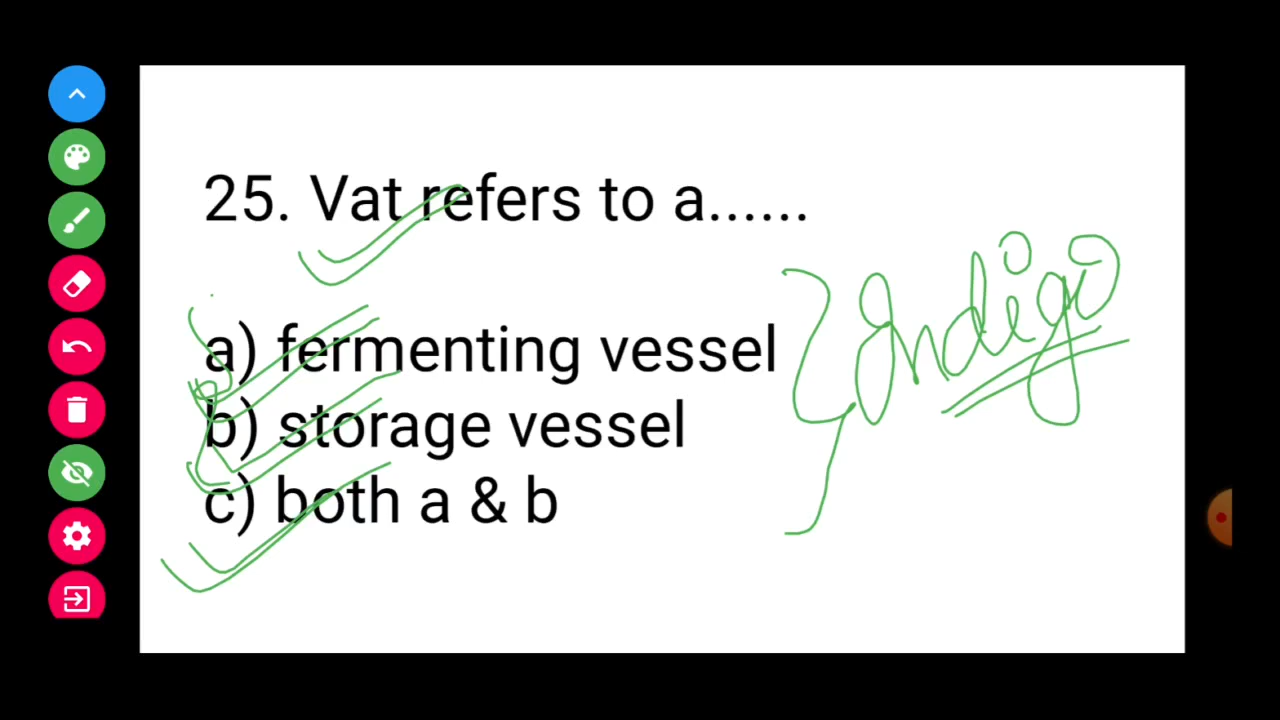 25. Vat refers to a......
a) fermenting vessel
b) storage vessel
c) both a & b
Indigo